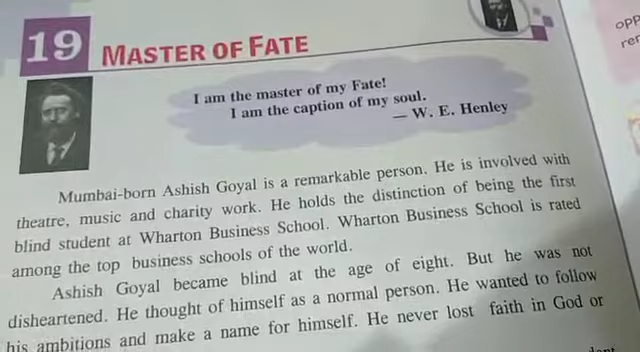 19 MASTER OF FATE
I am the master of my Fate!
I am the caption of my soul.
— W. E. Henley
Mumbai-born Ashish Goyal is a remarkable person. He is involved with
theatre, music and charity work. He holds the distinction of being the first
blind student at Wharton Business School. Wharton Business School is rated
among the top business schools of the world.
Ashish Goyal became blind at the age of eight. But he was not
disheartened. He thought of himself as a normal person. He wanted to follow
his ambitions and make a name for himself. He never lost faith in God or